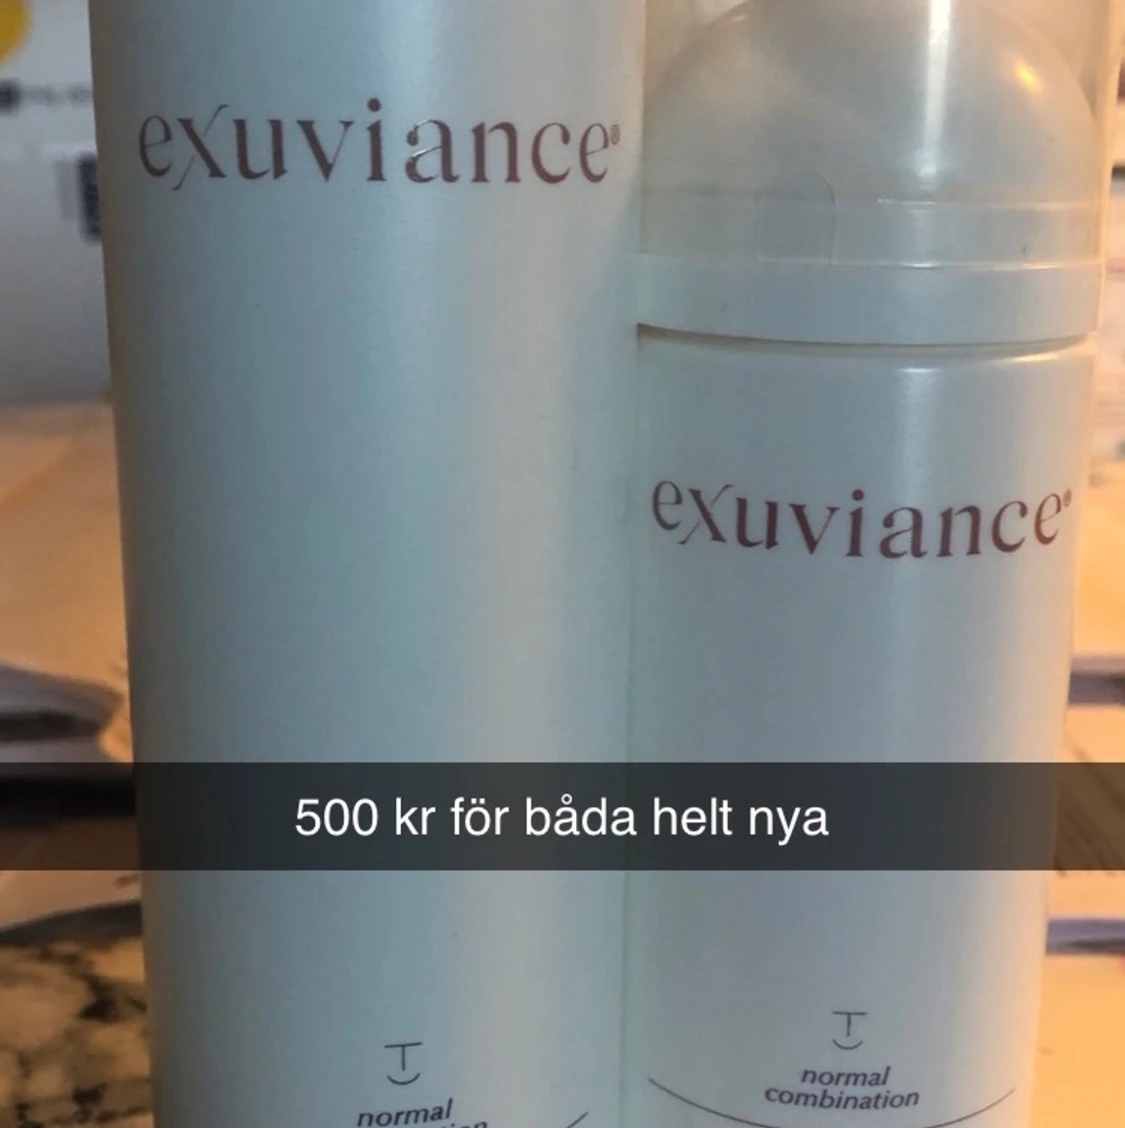 exuviance®
exuviance®
500 kr för båda helt nya
normal
combination
normal